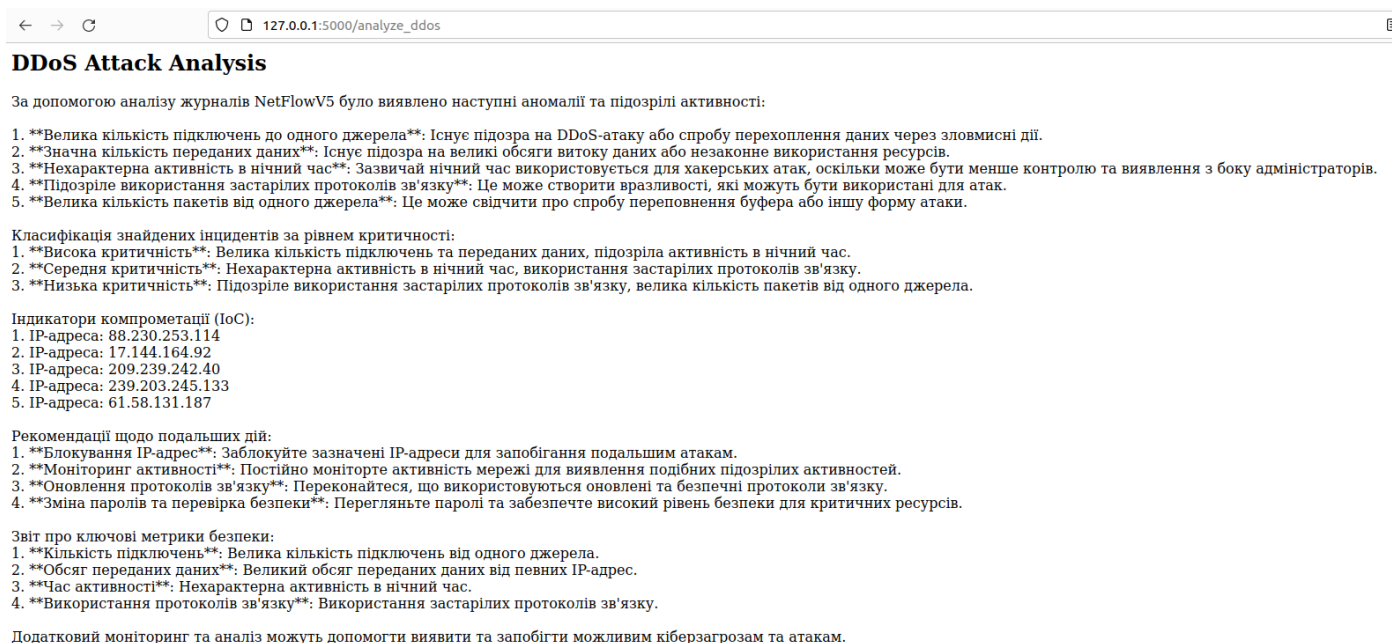 127.0.0.1:5000/analyze_ddos
DDoS Attack Analysis
За допомогою аналізу журналів NetFlowV5 було виявлено наступні аномалії та підозрілі активності:
1. **Велика кількість підключень до одного джерела**: Існує підозра на DDoS-атаку або спробу перехоплення даних через зловмисні дії.
2. **Значна кількість переданих даних**: Існує підозра на великі обсяги витоку даних або незаконне використання ресурсів.
3. **Нехарактерна активність в нічний час**: Зазвичай нічний час використовується для хакерських атак, оскільки може бути менше контролю та виявлення з боку адміністраторів.
4. **Підозріле використання застарілих протоколів зв'язку**: Це може створити вразливості, які можуть бути використані для атак.
5. **Велика кількість пакетів від одного джерела**: Це може свідчити про спробу переповнення буфера або іншу форму атаки.
Класифікація знайдених інцидентів за рівнем критичності:
1. **Висока критичність**: Велика кількість підключень та переданих даних, підозріла активність в нічний час.
2. **Середня критичність**: Нехарактерна активність в нічний час, використання застарілих протоколів зв'язку.
3. **Низька критичність**: Підозріле використання застарілих протоколів зв'язку, велика кількість пакетів від одного джерела.
Індикатори компрометації (IoC):
1. IP-адреса: 88.230.253.114
2. IP-адреса: 17.144.164.92
3. IP-адреса: 209.239.242.40
4. IP-адреса: 239.203.245.133
5. IP-адреса: 61.58.131.187
Рекомендації щодо подальших дій:
1. **Блокування IP-адрес**: Заблокуйте зазначені IP-адреси для запобігання подальшим атакам.
2. **Моніторинг активності**: Постійно моніторте активність мережі для виявлення подібних підозрілих активностей.
3. **Оновлення протоколів зв'язку**: Переконайтеся, що використовуються оновлені та безпечні протоколи зв'язку.
4. **Зміна паролів та перевірка безпеки**: Перегляньте паролі та забезпечте високий рівень безпеки для критичних ресурсів.
Звіт про ключові метрики безпеки:
1. **Кількість підключень**: Велика кількість підключень від одного джерела.
2. **Обсяг переданих даних**: Великий обсяг переданих даних від певних IP-адрес.
3. **Час активності**: Нехарактерна активність в нічний час.
4. **Використання протоколів зв'язку**: Використання застарілих протоколів зв'язку.
Додатковий моніторинг та аналіз можуть допомогти виявити та запобігти можливим кіберзагрозам та атакам.